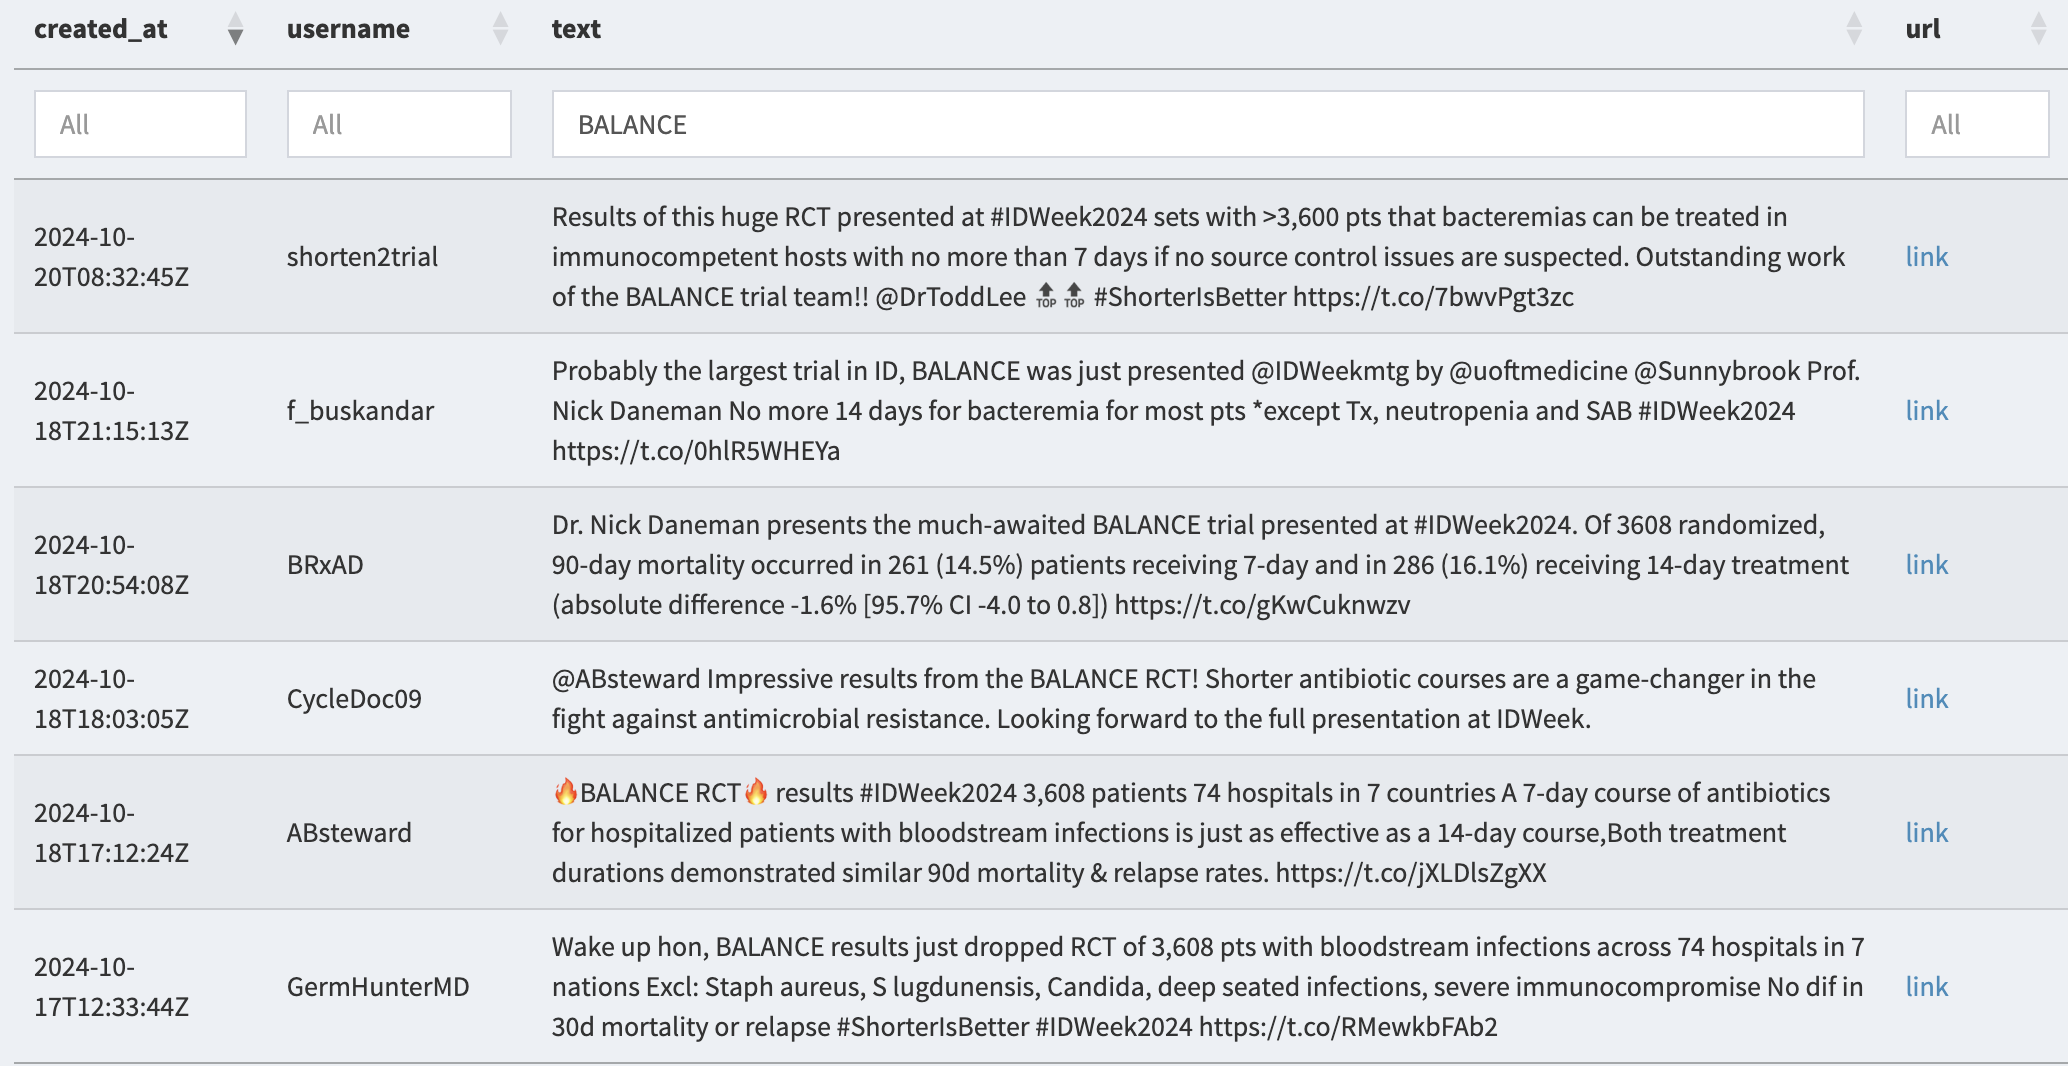 created_at username text url
All All BALANCE All
2024-10-
20T08:32:45Z
shorten2trial
Results of this huge RCT presented at #IDWeek2024 sets with >3,600 pts that bacteremias can be treated in
immunocompetent hosts with no more than 7 days if no source control issues are suspected. Outstanding work
of the BALANCE trial team!! @DrToddLee 🔝🔝 #ShorterIsBetter https://t.co/7bwvPgt3zc
link
2024-10-
18T21:15:13Z
f_buskandar
Probably the largest trial in ID, BALANCE was just presented @IDWeekmtg by @uoftmedicine @Sunnybrook Prof.
Nick Daneman No more 14 days for bacteremia for most pts *except Tx, neutropenia and SAB #IDWeek2024
https://t.co/0hlR5WHEYa
link
2024-10-
18T20:54:08Z
BRxAD
Dr. Nick Daneman presents the much-awaited BALANCE trial presented at #IDWeek2024. Of 3608 randomized,
90-day mortality occurred in 261 (14.5%) patients receiving 7-day and in 286 (16.1%) receiving 14-day treatment
(absolute difference -1.6% [95.7% CI -4.0 to 0.8]) https://t.co/gKwCuknwzv
link
2024-10-
18T18:03:05Z
CycleDoc09
@ABsteward Impressive results from the BALANCE RCT! Shorter antibiotic courses are a game-changer in the
fight against antimicrobial resistance. Looking forward to the full presentation at IDWeek.
link
2024-10-
18T17:12:24Z
ABsteward
🔥BALANCE RCT🔥 results #IDWeek2024 3,608 patients 74 hospitals in 7 countries A 7-day course of antibiotics
for hospitalized patients with bloodstream infections is just as effective as a 14-day course,Both treatment
durations demonstrated similar 90d mortality & relapse rates. https://t.co/jXLDlsZgXX
link
2024-10-
17T12:33:44Z
GermHunterMD
Wake up hon, BALANCE results just dropped RCT of 3,608 pts with bloodstream infections across 74 hospitals in 7
nations Excl: Staph aureus, S lugdunensis, Candida, deep seated infections, severe immunocompromise No dif in
30d mortality or relapse #ShorterIsBetter #IDWeek2024 https://t.co/RMewkbFAb2
link